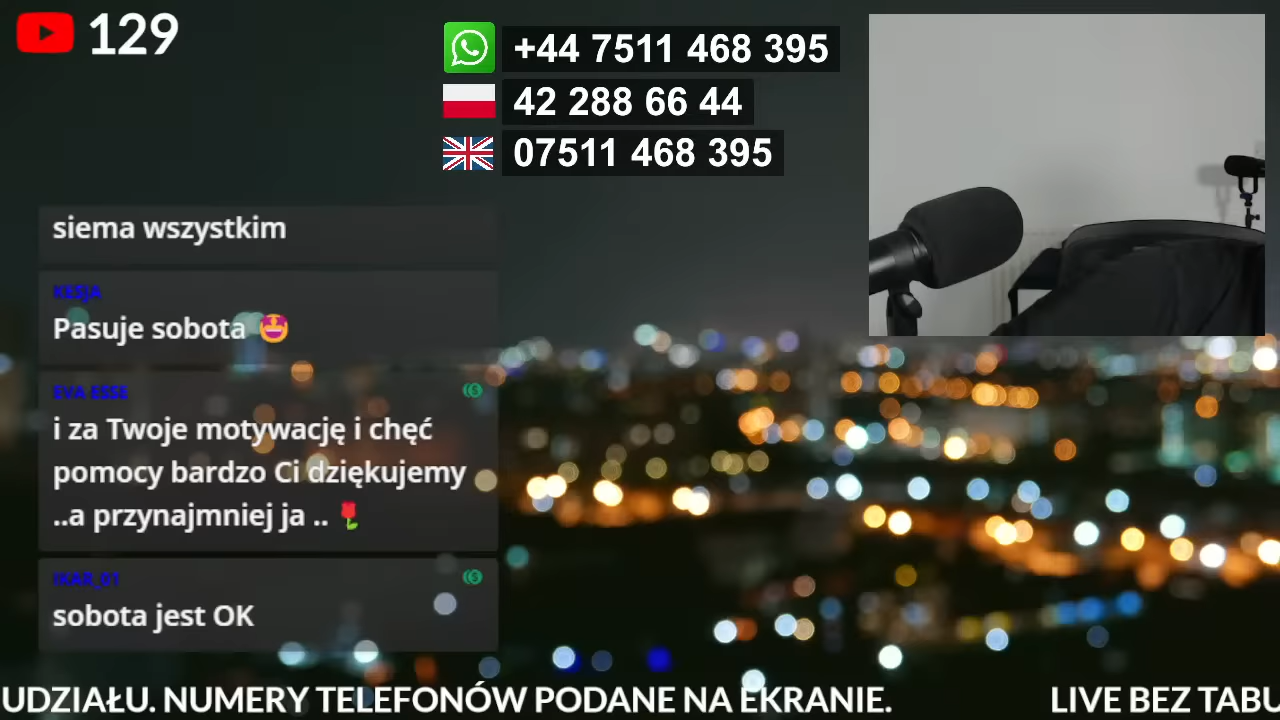 129
+44 7511 468 395
42 288 66 44
07511 468 395
siema wszystkim
KESJA
Pasuje sobota 🤩
EVA ESSE
i za Twoje motywację i chęć
pomocy bardzo Ci dziękujemy
..a przynajmniej ja .. 🌹
IKAR_01
sobota jest OK
UDZIAŁU. NUMERY TELEFONÓW PODANE NA EKRANIE. LIVE BEZ TABU